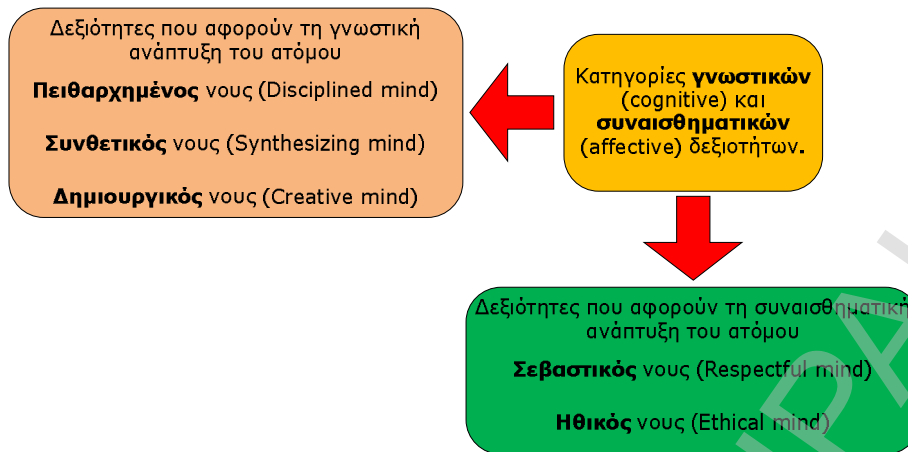 Δεξιότητες που αφορούν τη γνωστική
ανάπτυξη του ατόμου
Πειθαρχημένος νους (Disciplined mind)
Συνθετικός νους (Synthesizing mind)
Δημιουργικός νους (Creative mind)
Κατηγορίες γνωστικών
(cognitive) και
συναισθηματικών
(affective) δεξιοτήτων.
Δεξιότητες που αφορούν τη συναισθηματική
ανάπτυξη του ατόμου
Σεβαστικός νους (Respectful mind)
Ηθικός νους (Ethical mind)